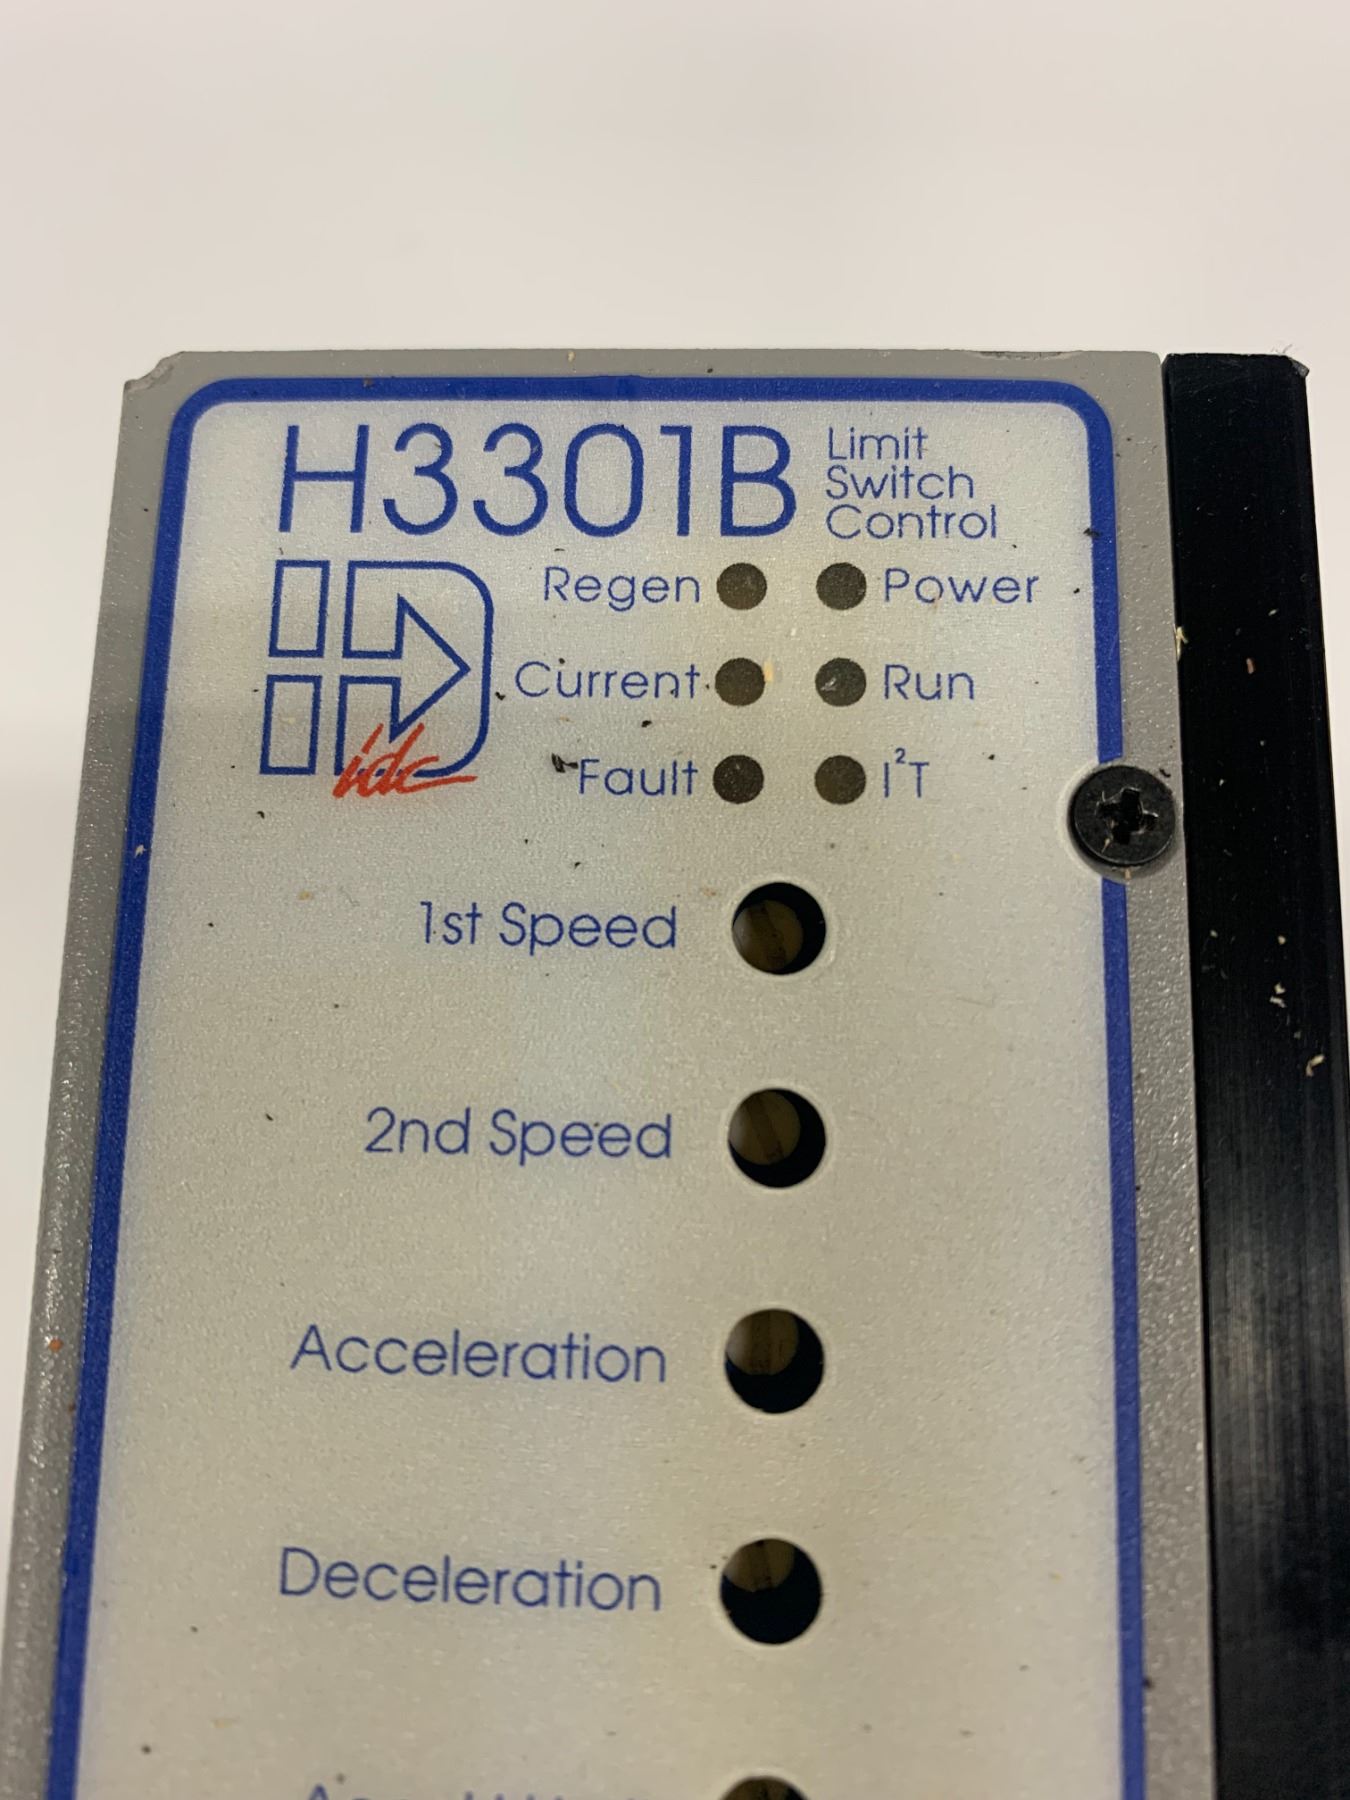 H3301B
Limit
Switch
Control
Regen Power
Current Run
Fault I²T
idc
1st Speed
2nd Speed
Acceleration
Deceleration